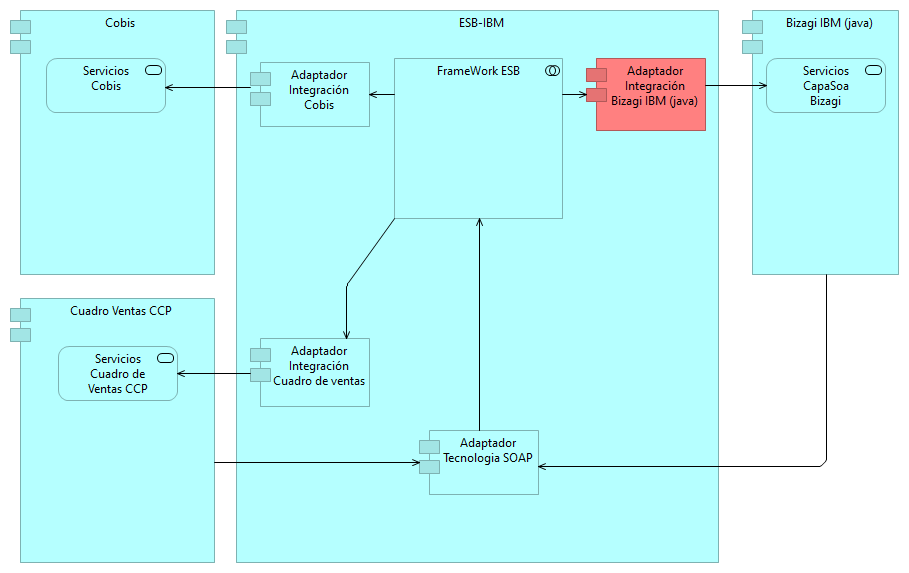 Cobis
ESB-IBM
Bizagi IBM (java)
Servicios
Cobis
Adaptador
Integración
Cobis
FrameWork ESB
Adaptador
Integración
Bizagi IBM (java)
Servicios
CapaSoa
Bizagi
Cuadro Ventas CCP
Servicios
Cuadro de
Ventas CCP
Adaptador
Integración
Cuadro de ventas
Adaptador
Tecnologia SOAP